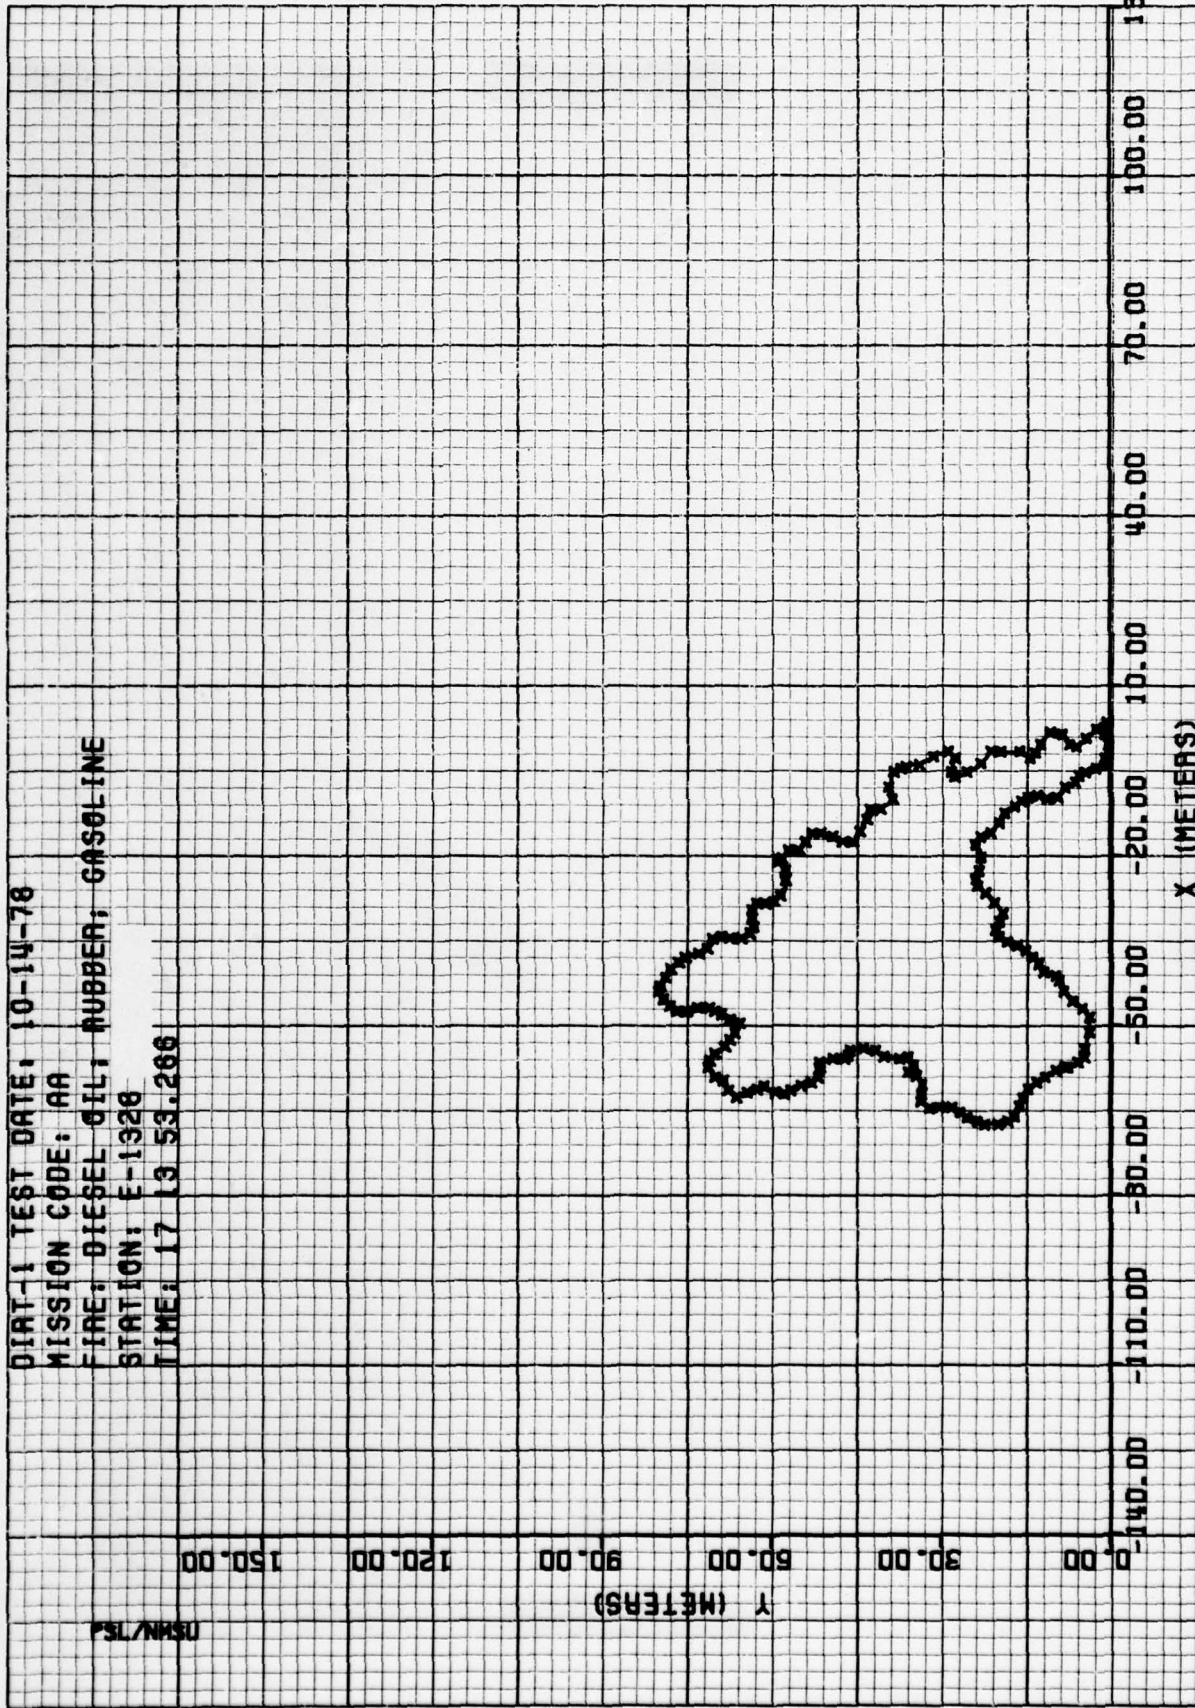 DIRT-1 TEST DATE: 10-14-78
MISSION CODE: AA
FIRE: DIESEL OIL; RUBBER; GASOLINE
STATION: E-1328
TIME: 17 13 53.266
PSL/NMSU
Y (METERS)
150.00
120.00
90.00
60.00
30.00
0.00
-140.00
-110.00
-80.00
-50.00
-20.00
10.00
40.00
70.00
100.00
X (METERS)